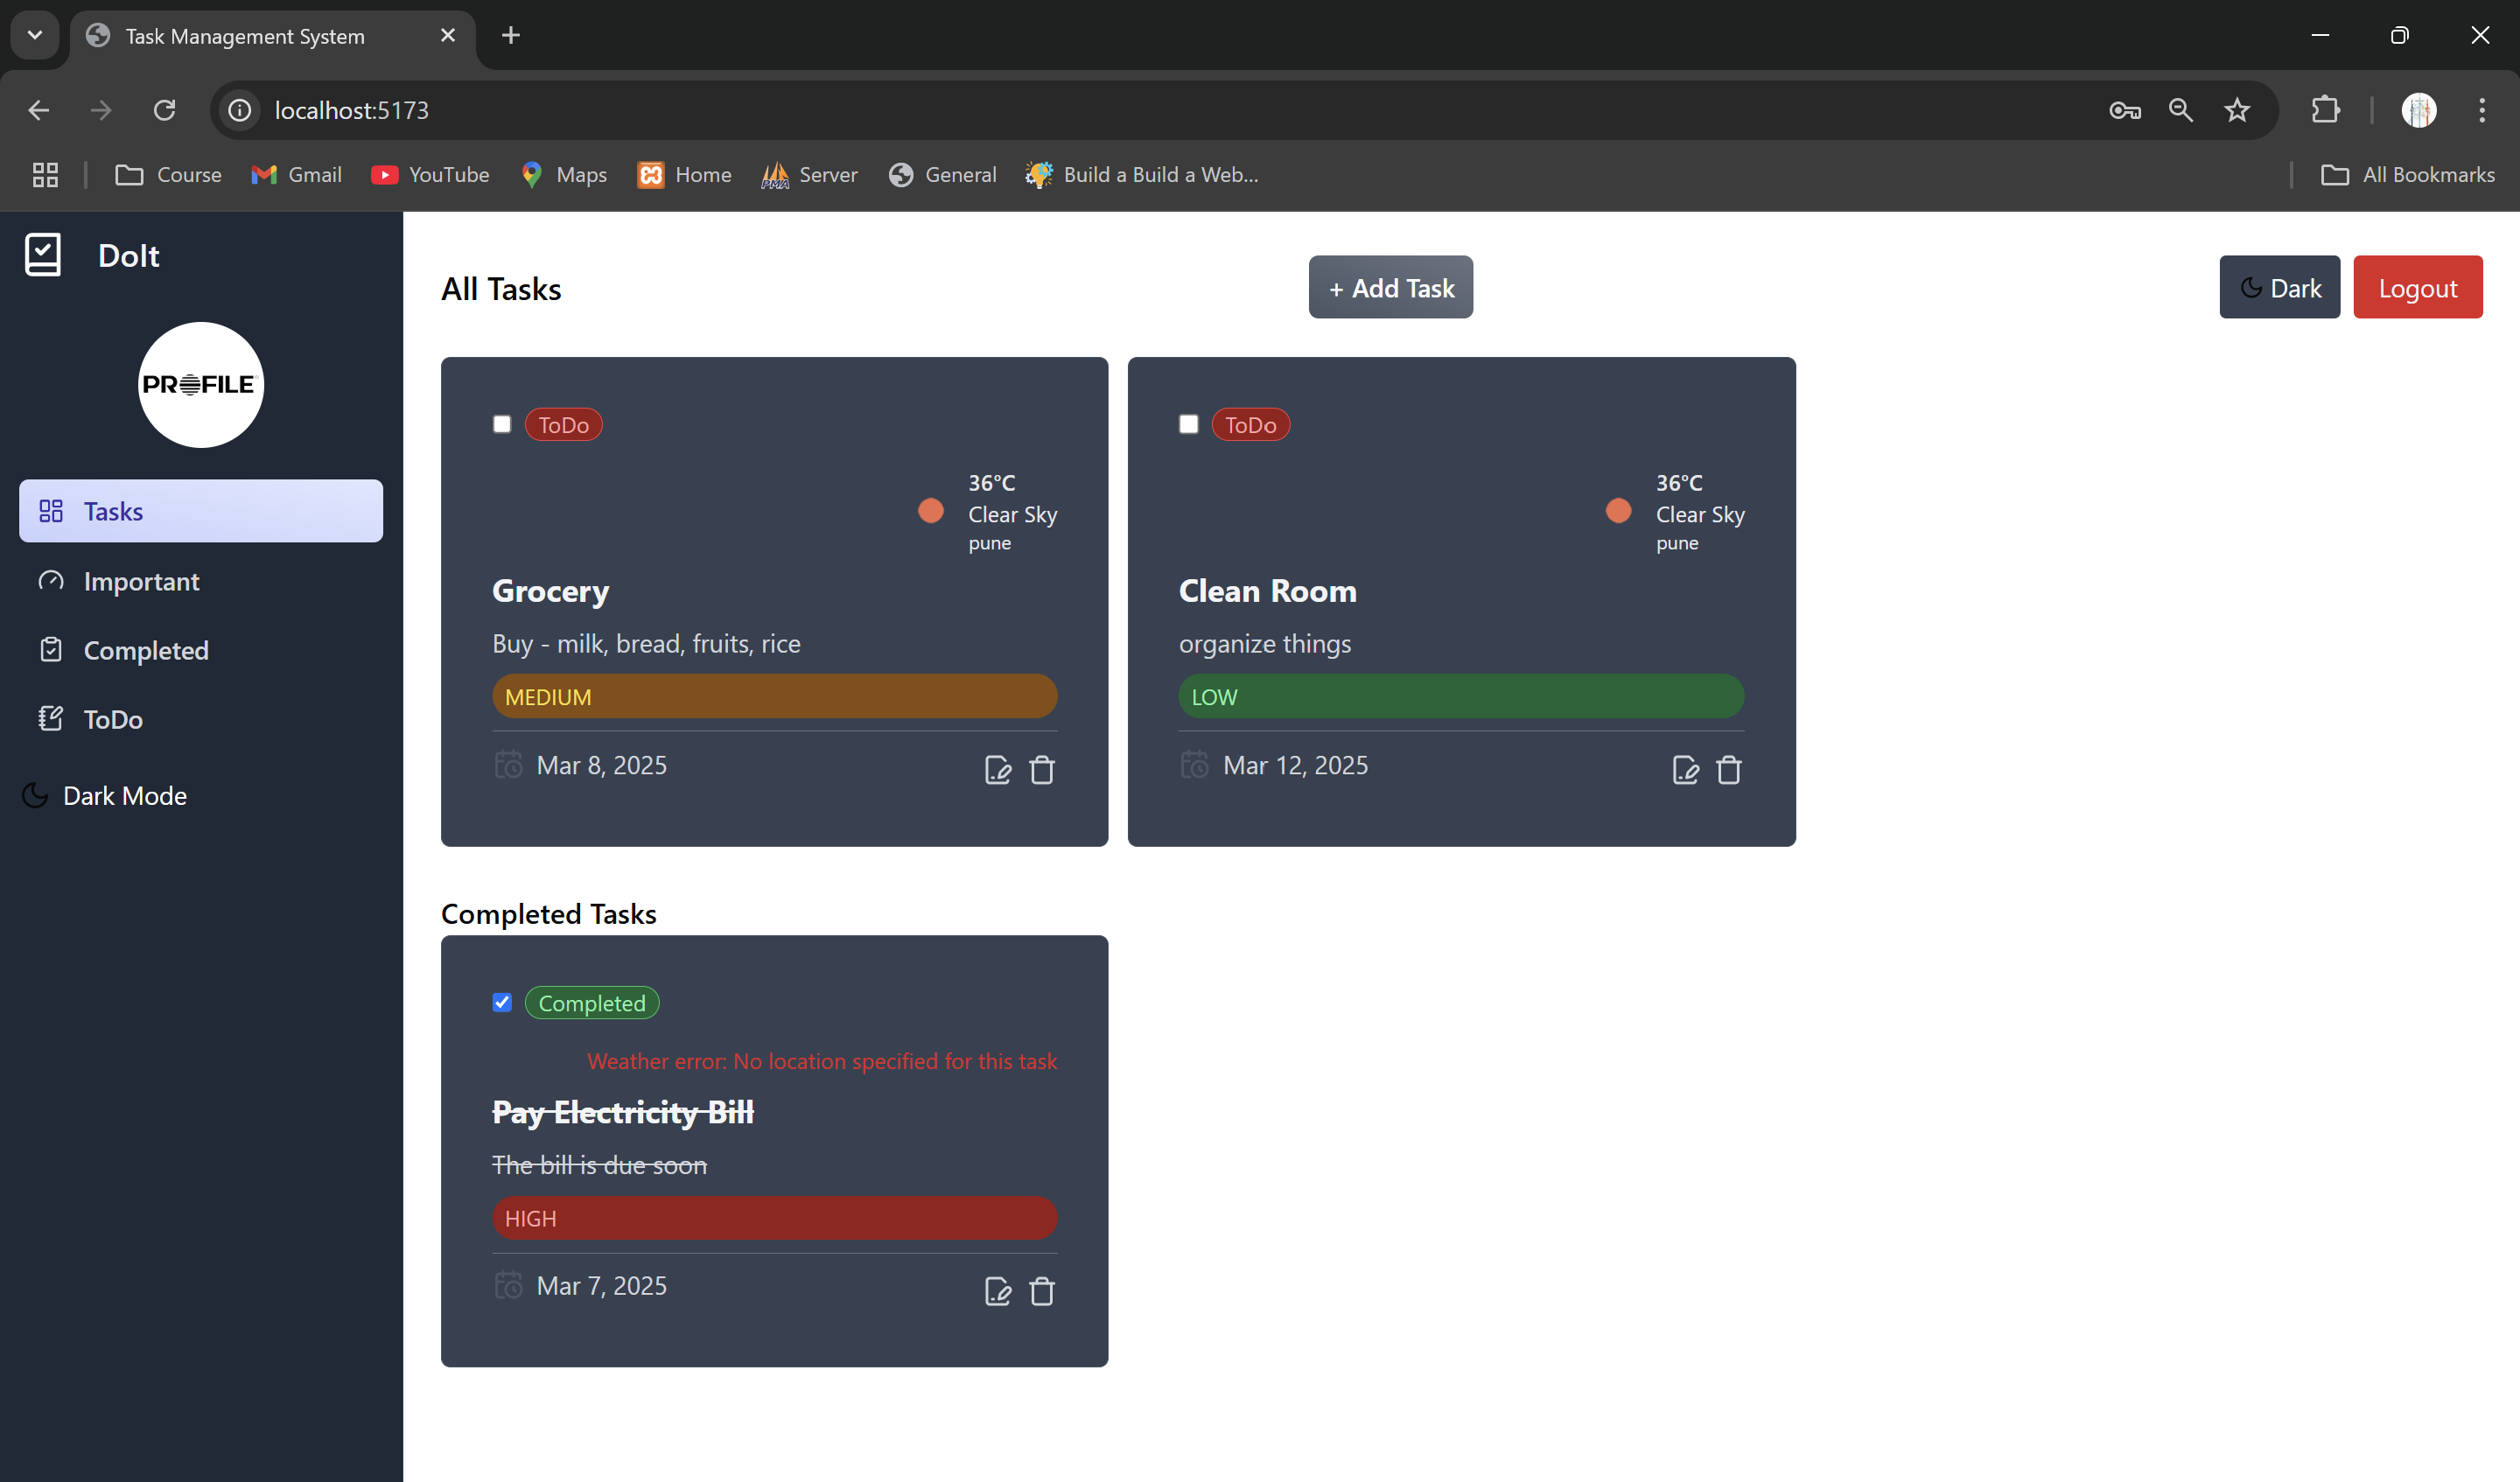 Task Management System
localhost:5173
Course
Gmail
YouTube
Maps
Home
Server
General
Build a Build a Web...
All Bookmarks
DoIt
PROFILE
Tasks
Important
Completed
ToDo
Dark Mode
All Tasks
+ Add Task
Dark
Logout
ToDo
36°C
Clear Sky
pune
Grocery
Buy - milk, bread, fruits, rice
MEDIUM
Mar 8, 2025
ToDo
36°C
Clear Sky
pune
Clean Room
organize things
LOW
Mar 12, 2025
Completed Tasks
Completed
Weather error: No location specified for this task
Pay Electricity Bill
The bill is due soon
HIGH
Mar 7, 2025